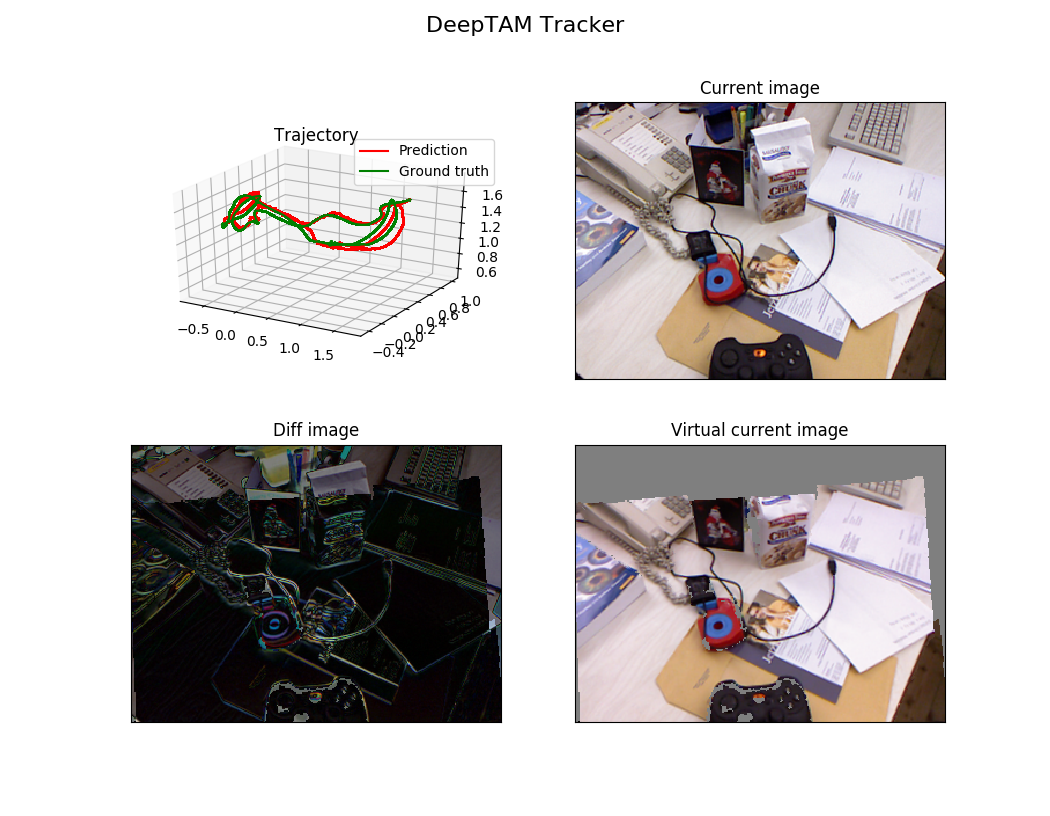 DeepTAM Tracker
Trajectory
Prediction
Ground truth
1.6
1.4
1.2
1.0
0.8
0.6
1.0
0.8
0.6
0.4
0.2
0.0
−0.2
−0.4
−0.5
0.0
0.5
1.0
1.5
Current image
CHUNK
Diff image
Virtual current image
CHUNK